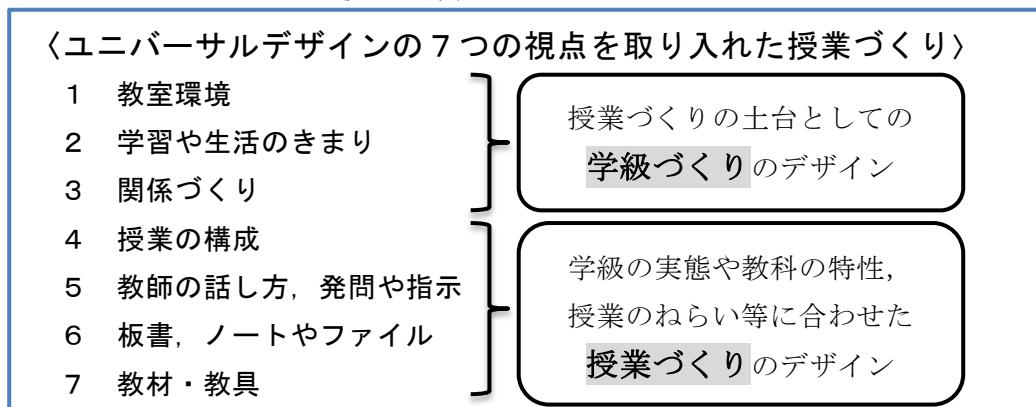 〈ユニバーサルデザインの７つの視点を取り入れた授業づくり〉
１　教室環境
２　学習や生活のきまり
３　関係づくり
授業づくりの土台としての
学級づくりのデザイン
４　授業の構成
５　教師の話し方，発問や指示
６　板書，ノートやファイル
７　教材・教具
学級の実態や教科の特性，
授業のねらい等に合わせた
授業づくりのデザイン